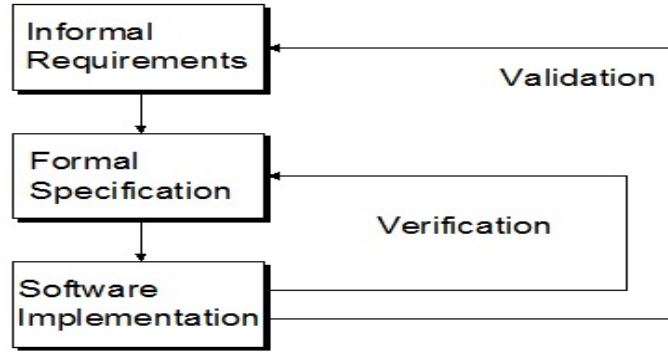 Informal
Requirements
Validation
Formal
Specification
Verification
Software
Implementation